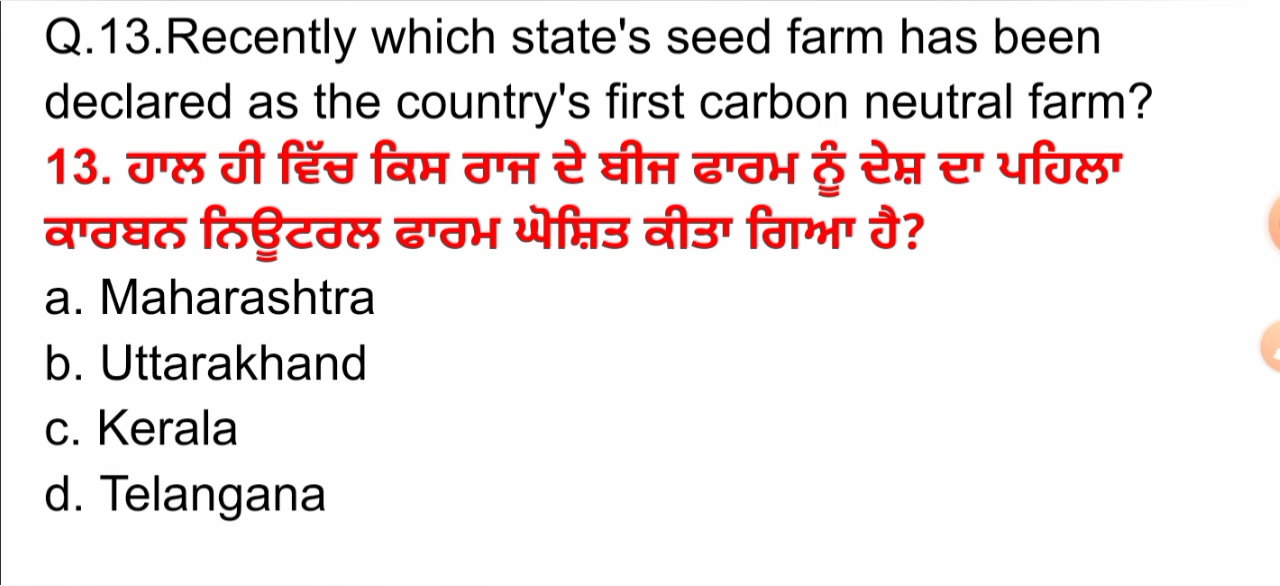 Q.13.Recently which state's seed farm has been
declared as the country's first carbon neutral farm?
13. ਹਾਲ ਹੀ ਵਿੱਚ ਕਿਸ ਰਾਜ ਦੇ ਬੀਜ ਫਾਰਮ ਨੂੰ ਦੇਸ਼ ਦਾ ਪਹਿਲਾ
ਕਾਰਬਨ ਨਿਊਟਰਲ ਫਾਰਮ ਘੋਸ਼ਿਤ ਕੀਤਾ ਗਿਆ ਹੈ?
a. Maharashtra
b. Uttarakhand
c. Kerala
d. Telangana